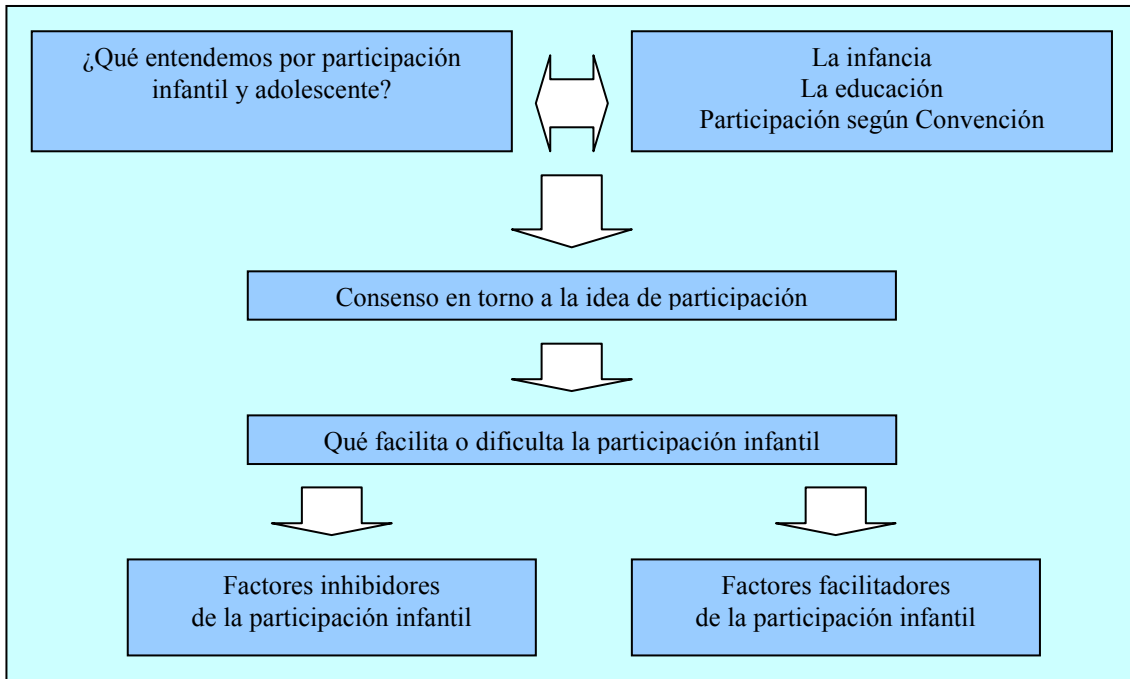 ¿Qué entendemos por participación
infantil y adolescente?
La infancia
La educación
Participación según Convención
Consenso en torno a la idea de participación
Qué facilita o dificulta la participación infantil
Factores inhibidores
de la participación infantil
Factores facilitadores
de la participación infantil